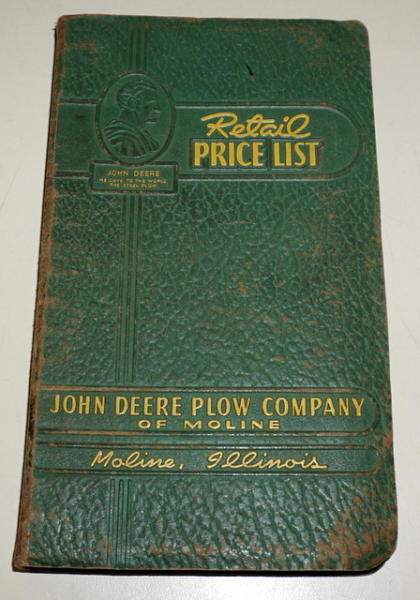 Retail
PRICE LIST
JOHN DEERE
HE GAVE TO THE WORLD
THE STEEL PLOW
JOHN DEERE PLOW COMPANY
OF MOLINE
Moline, Illinois